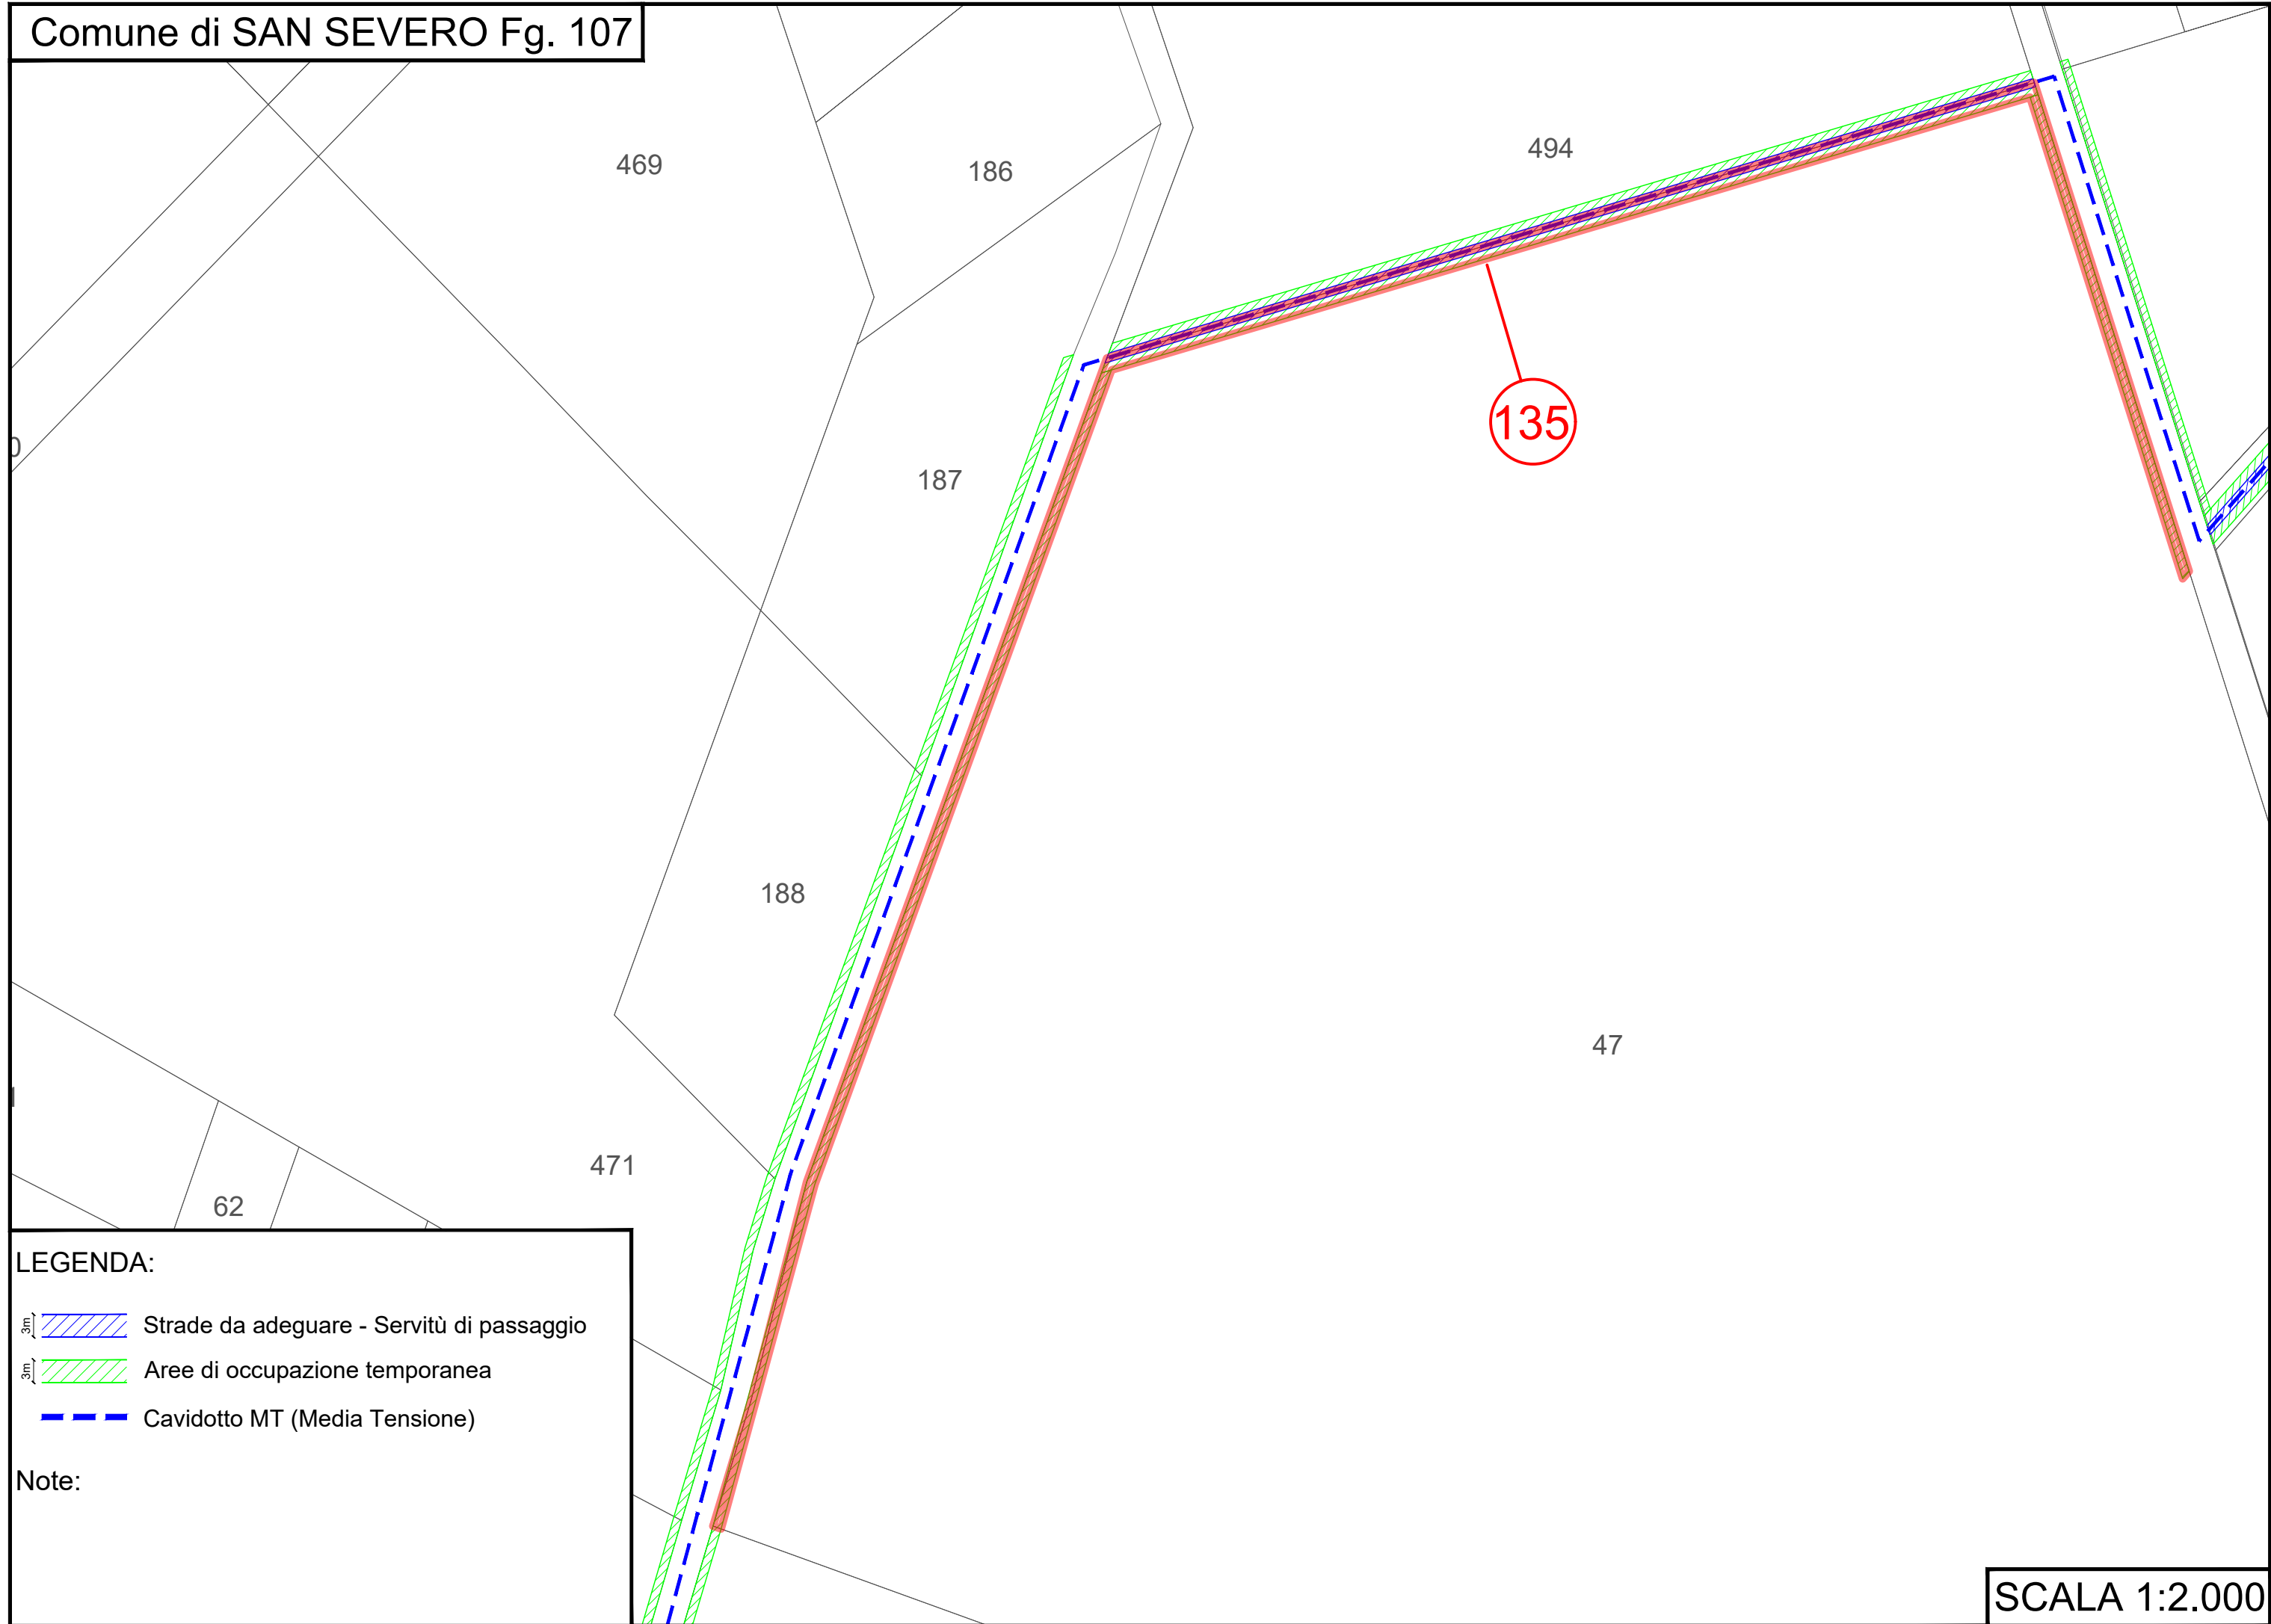 Comune di SAN SEVERO Fg. 107
469
186
494
135
0
187
188
47
471
62
LEGENDA:
3m
Strade da adeguare - Servitù di passaggio
3m
Aree di occupazione temporanea
Cavidotto MT (Media Tensione)
Note:
SCALA 1:2.000